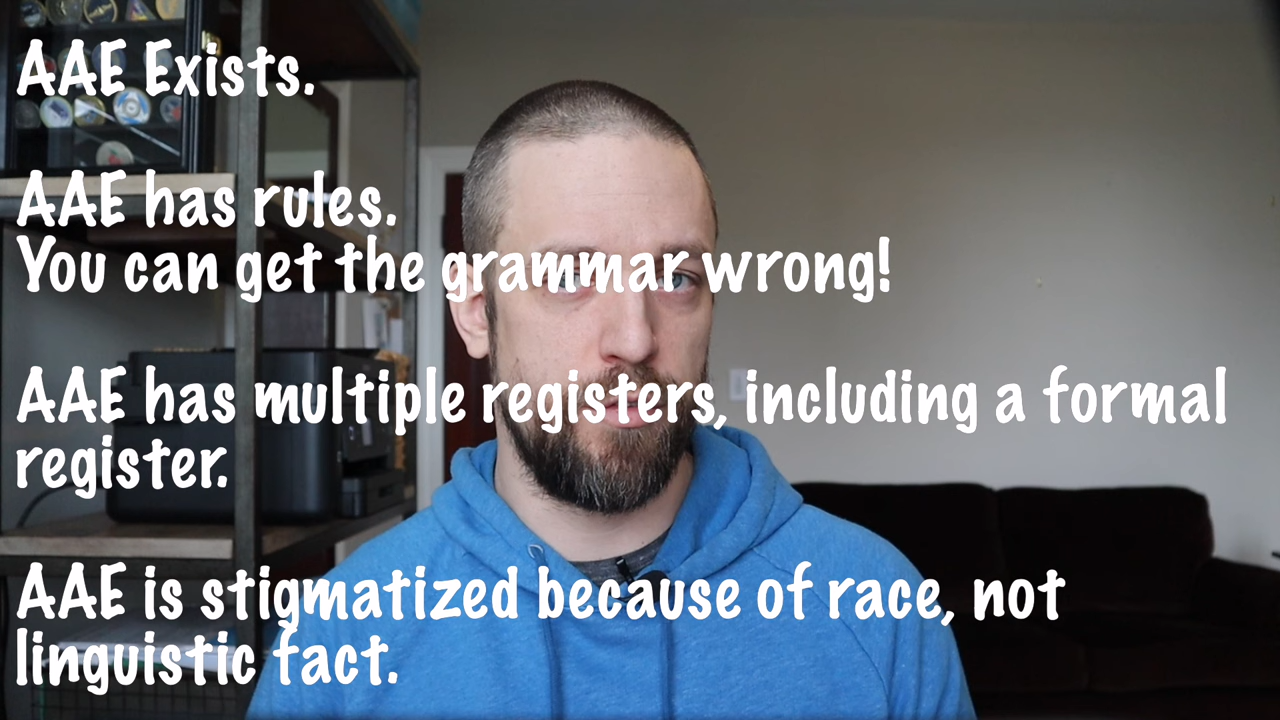 AAE Exists.
AAE has rules.
You can get the grammar wrong!
AAE has multiple registers, including a formal
register.
AAE is stigmatized because of race, not
linguistic fact.